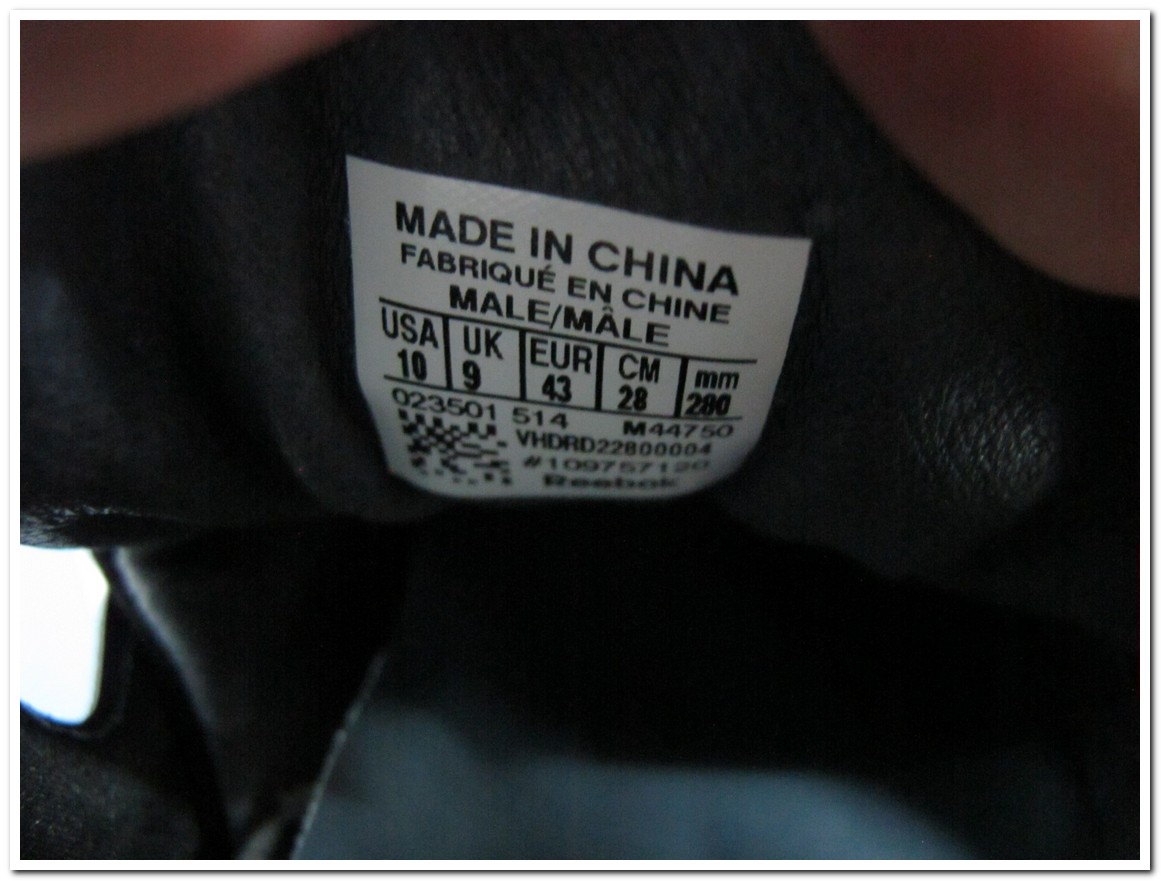 MADE IN CHINA
FABRIQUÉ EN CHINE
MALE/MÂLE
USA UK EUR CM mm
10 9 43 28 280
023501 514 M44750
VHDRD22800004
#109757120
Reebok